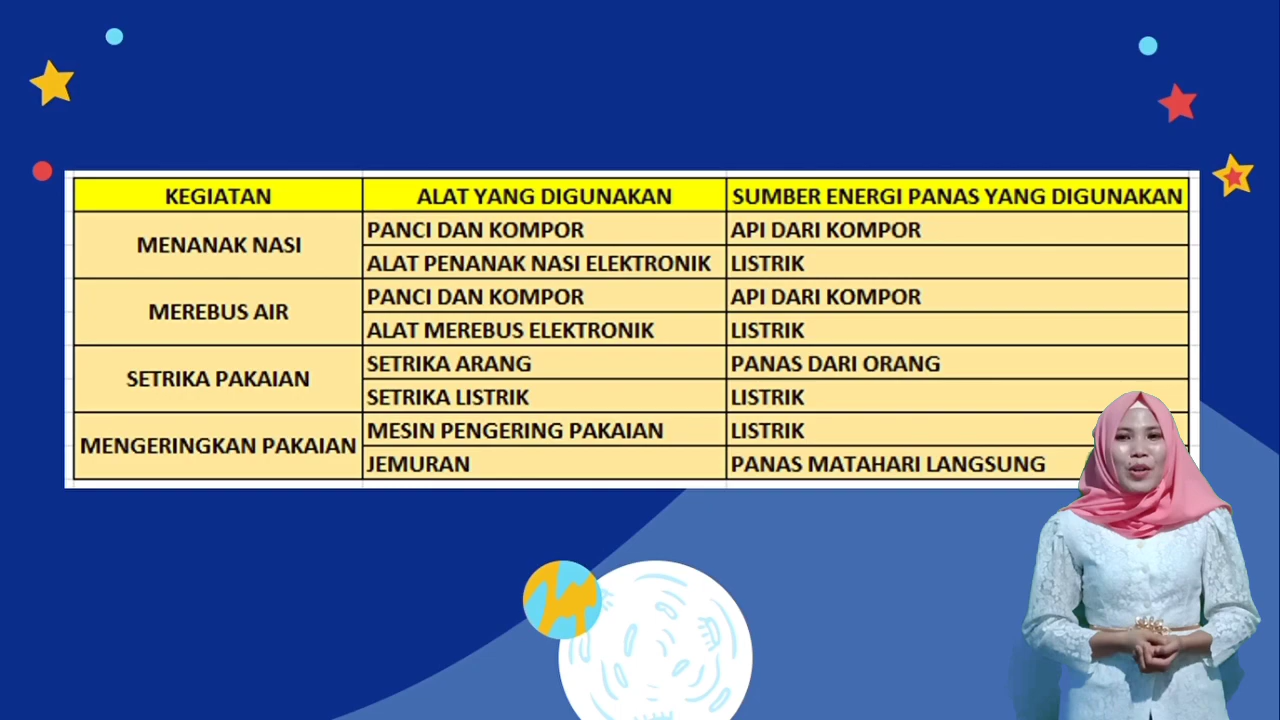 KEGIATAN ALAT YANG DIGUNAKAN SUMBER ENERGI PANAS YANG DIGUNAKAN
MENANAK NASI
PANCI DAN KOMPOR API DARI KOMPOR
ALAT PENANAK NASI ELEKTRONIK LISTRIK
MEREBUS AIR
PANCI DAN KOMPOR API DARI KOMPOR
ALAT MEREBUS ELEKTRONIK LISTRIK
SETRIKA PAKAIAN
SETRIKA ARANG PANAS DARI ORANG
SETRIKA LISTRIK LISTRIK
MENGERINGKAN PAKAIAN
MESIN PENGERING PAKAIAN LISTRIK
JEMURAN PANAS MATAHARI LANGSUNG